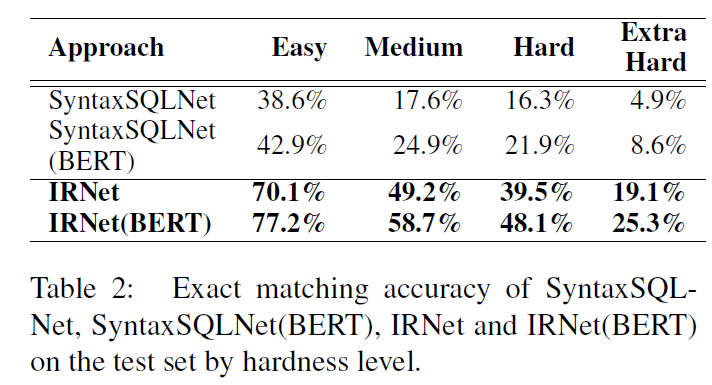 Approach Easy Medium Hard Extra Hard
SyntaxSQLNet 38.6% 17.6% 16.3% 4.9%
SyntaxSQLNet (BERT) 42.9% 24.9% 21.9% 8.6%
IRNet 70.1% 49.2% 39.5% 19.1%
IRNet(BERT) 77.2% 58.7% 48.1% 25.3%
Table 2: Exact matching accuracy of SyntaxSQL-
Net, SyntaxSQLNet(BERT), IRNet and IRNet(BERT)
on the test set by hardness level.